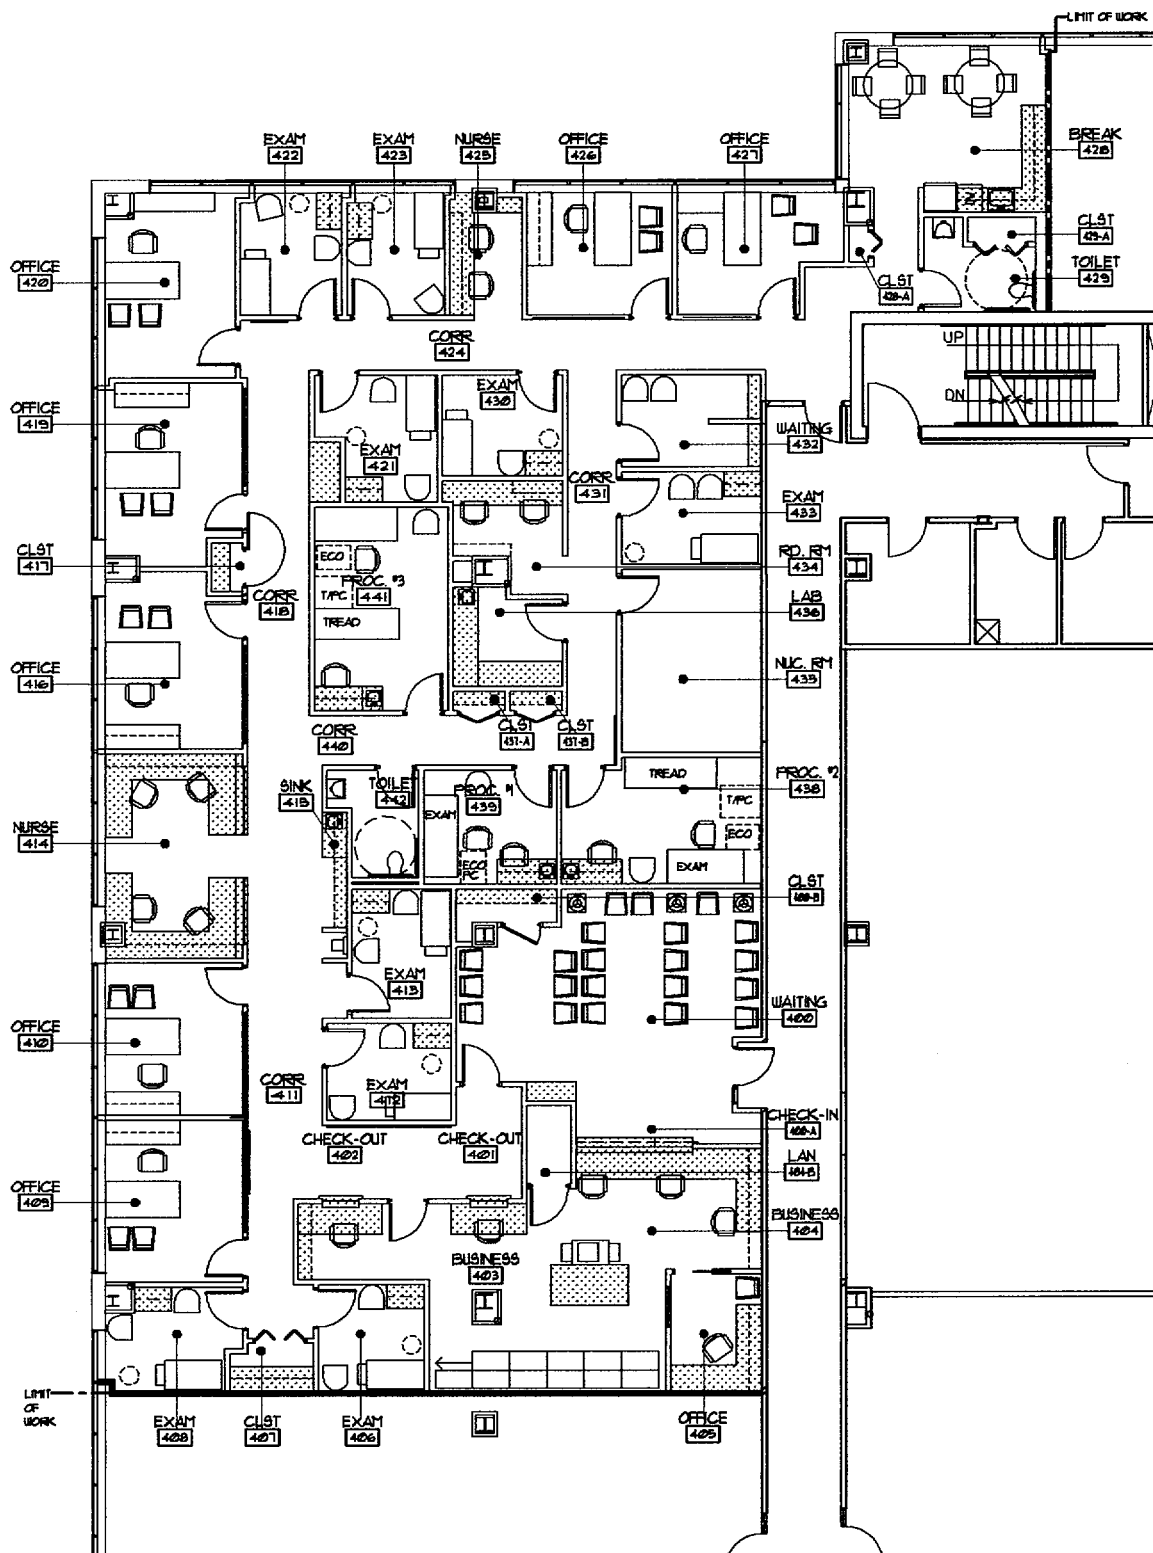 LIMIT OF WORK
EXAM
422
EXAM
423
NURSE
425
OFFICE
426
OFFICE
427
BREAK
428
CLST
429-A
TOILET
429
OFFICE
420
CLST
428-A
UP
DN
CORR
424
EXAM
430
OFFICE
419
WAITING
432
EXAM
421
CORR
431
EXAM
433
CLST
417
ECO
PROC. #3
441
T/PC
TREAD
RD. RM
434
CORR
418
LAB
436
OFFICE
416
NUC. RM
435
CORR
440
CLST
437-A
CLST
437-B
SINK
415
TOILET
442
PROC. #1
439
EXAM
ECO
PC
TREAD
T/PC
ECO
EXAM
PROC. #2
438
NURSE
414
CLST
400-B
EXAM
413
WAITING
400
OFFICE
410
CORR
411
EXAM
412
CHECK-OUT
402
CHECK-OUT
401
CHECK-IN
400-A
LAN
401-B
OFFICE
409
BUSINESS
404
BUSINESS
403
LIMIT
OF
WORK
EXAM
408
CLST
407
EXAM
406
OFFICE
405